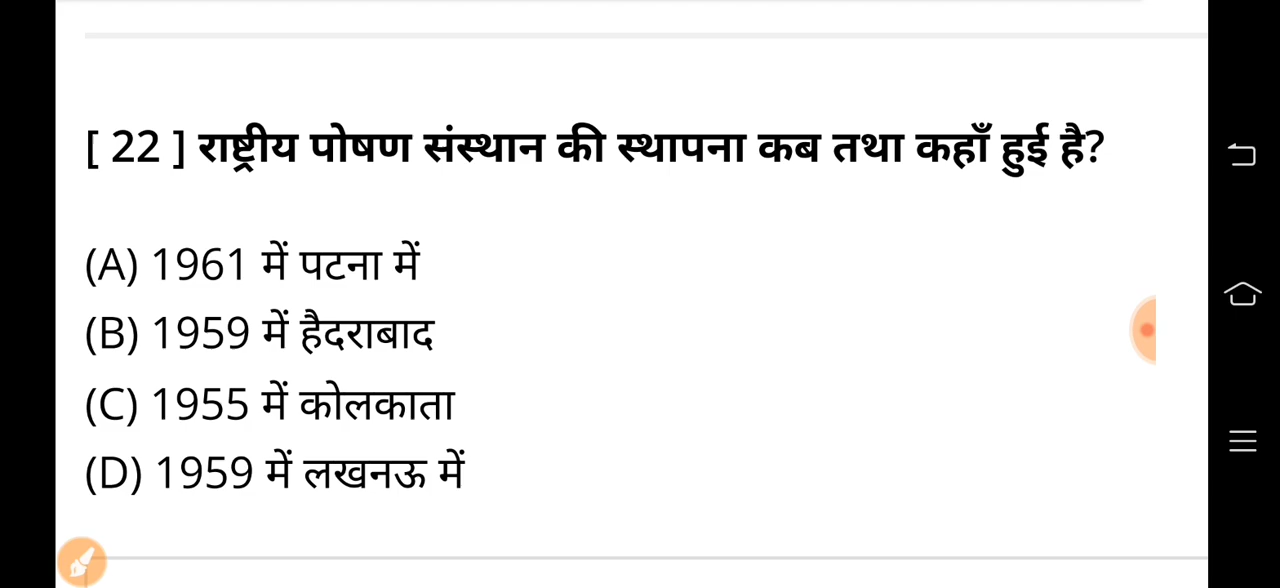 [ 22 ] राष्ट्रीय पोषण संस्थान की स्थापना कब तथा कहाँ हुई है?
(A) 1961 में पटना में
(B) 1959 में हैदराबाद
(C) 1955 में कोलकाता
(D) 1959 में लखनऊ में